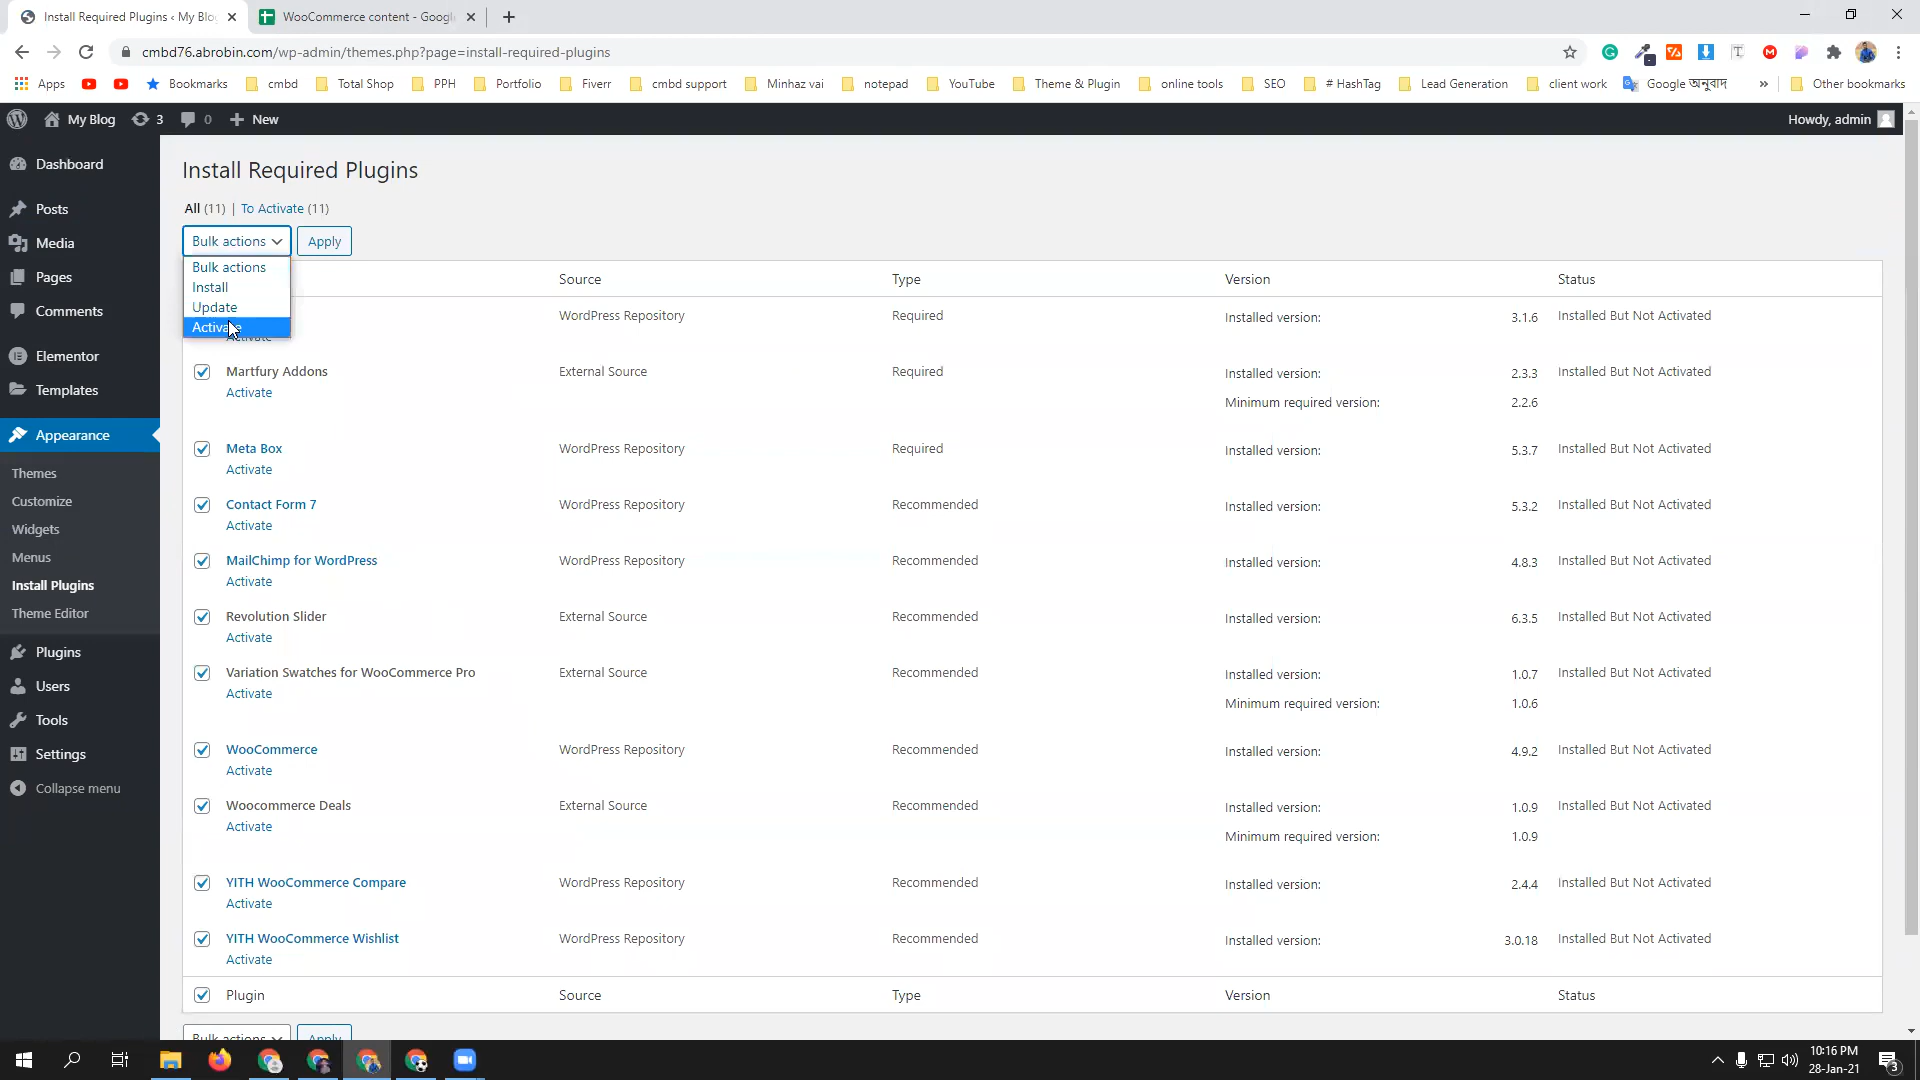 Install Required Plugins ‹ My Blo
WooCommerce content - Googl
cmbd76.abrobin.com/wp-admin/themes.php?page=install-required-plugins
Apps
Bookmarks
cmbd
Total Shop
PPH
Portfolio
Fiverr
cmbd support
Minhaz vai
notepad
YouTube
Theme & Plugin
online tools
SEO
# HashTag
Lead Generation
client work
Google অনুবাদ
»
Other bookmarks
My Blog
3
0
New
Howdy, admin
Dashboard
Posts
Media
Pages
Comments
Elementor
Templates
Appearance
Themes
Customize
Widgets
Menus
Install Plugins
Theme Editor
Plugins
Users
Tools
Settings
Collapse menu
Install Required Plugins
All (11) | To Activate (11)
Bulk actions
Apply
Bulk actions
Install
Update
Activate
Source Type Version Status
WordPress Repository Required Installed version: 3.1.6 Installed But Not Activated
Activate
Martfury Addons External Source Required Installed version: 2.3.3 Installed But Not Activated
Activate Minimum required version: 2.2.6
Meta Box WordPress Repository Required Installed version: 5.3.7 Installed But Not Activated
Activate
Contact Form 7 WordPress Repository Recommended Installed version: 5.3.2 Installed But Not Activated
Activate
MailChimp for WordPress WordPress Repository Recommended Installed version: 4.8.3 Installed But Not Activated
Activate
Revolution Slider External Source Recommended Installed version: 6.3.5 Installed But Not Activated
Activate
Variation Swatches for WooCommerce Pro External Source Recommended Installed version: 1.0.7 Installed But Not Activated
Activate Minimum required version: 1.0.6
WooCommerce WordPress Repository Recommended Installed version: 4.9.2 Installed But Not Activated
Activate
Woocommerce Deals External Source Recommended Installed version: 1.0.9 Installed But Not Activated
Activate Minimum required version: 1.0.9
YITH WooCommerce Compare WordPress Repository Recommended Installed version: 2.4.4 Installed But Not Activated
Activate
YITH WooCommerce Wishlist WordPress Repository Recommended Installed version: 3.0.18 Installed But Not Activated
Activate
Plugin Source Type Version Status
Bulk actions
Apply
10:16 PM
28-Jan-21
3